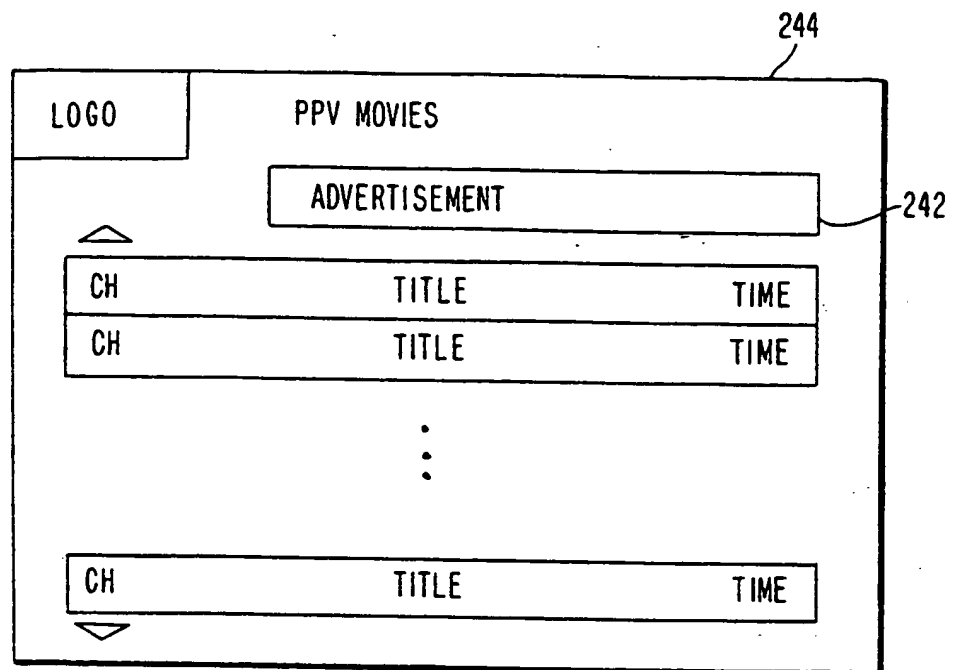 244
LOGO
PPV MOVIES
ADVERTISEMENT
242
CH TITLE TIME
CH TITLE TIME
CH TITLE TIME